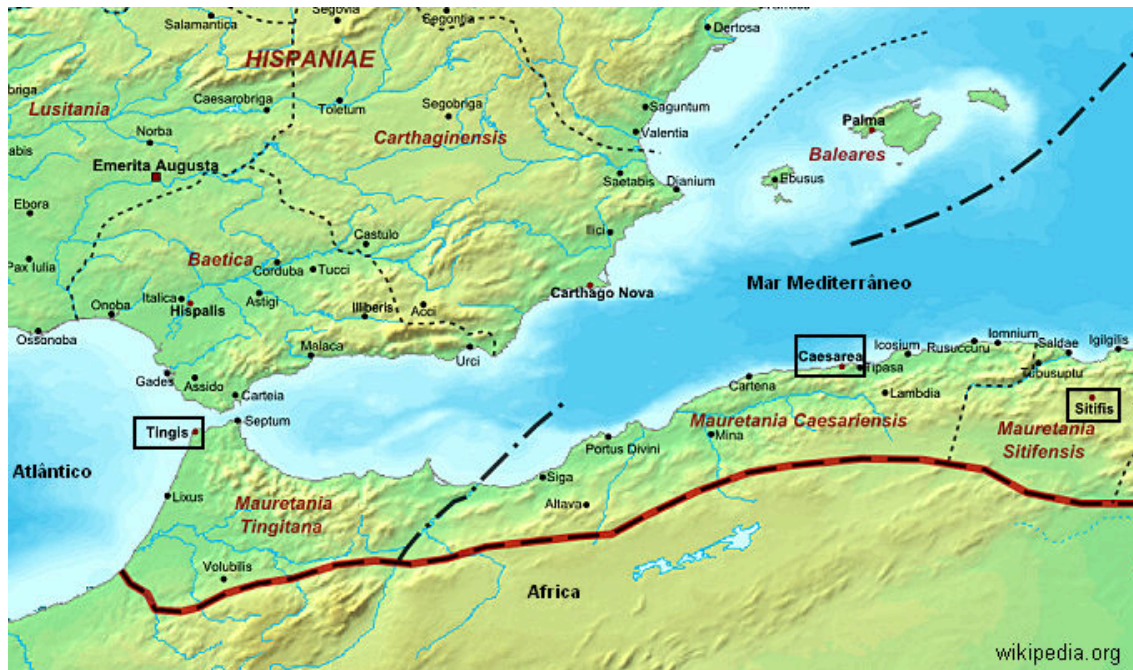 Segovia
Segontia
Salamantica
Dertosa
HISPANIAE
Lusitania
Caesarobriga
Toletum
Segobriga
Saguntum
Norba
Carthaginensis
Valentia
Palma
Baleares
Emerita Augusta
Saetabis
Dianium
Ebusus
Ebora
Castulo
Ilici
Baetica
Corduba
Tucci
Pax Iulia
Mar Mediterrâneo
Carthago Nova
Italica
Hispalis
Astigi
Illiberis
Acci
Onoba
Ossonoba
Malaca
Urci
Caesarea
Icosium
Iomnium
Rusuccuru
Saldae
Igilgilis
Tipasa
Tubusuptu
Gades
Assido
Carteia
Cartena
Lambdia
Sitifis
Septum
Tingis
Mauretania Caesariensis
Mauretania
Sitifensis
Portus Divini
Mina
Atlântico
Siga
Lixus
Mauretania
Tingitana
Altava
Volubilis
Africa
wikipedia.org